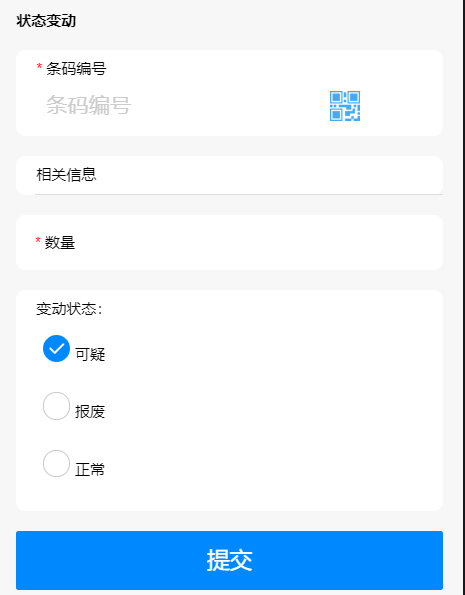 状态变动
* 条码编号
条码编号
相关信息
* 数量
变动状态：
可疑
报废
正常
提交